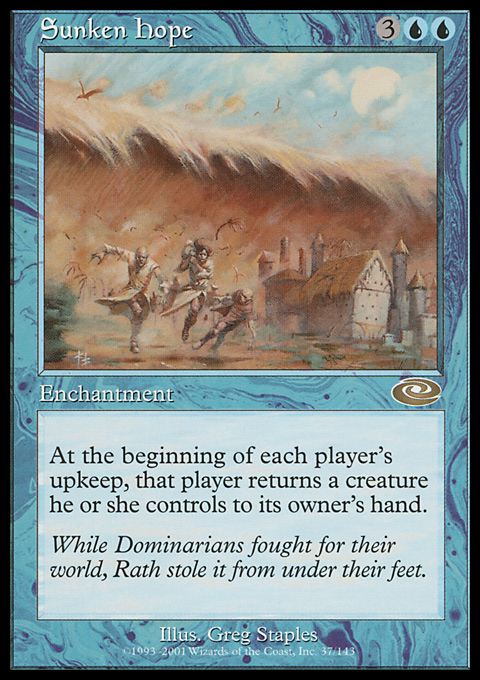 Sunken Hope 3
Enchantment
At the beginning of each player's
upkeep, that player returns a creature
he or she controls to its owner's hand.
While Dominarians fought for their
world, Rath stole it from under their feet.
Illus. Greg Staples
©1993–2001 Wizards of the Coast, Inc. 37/143